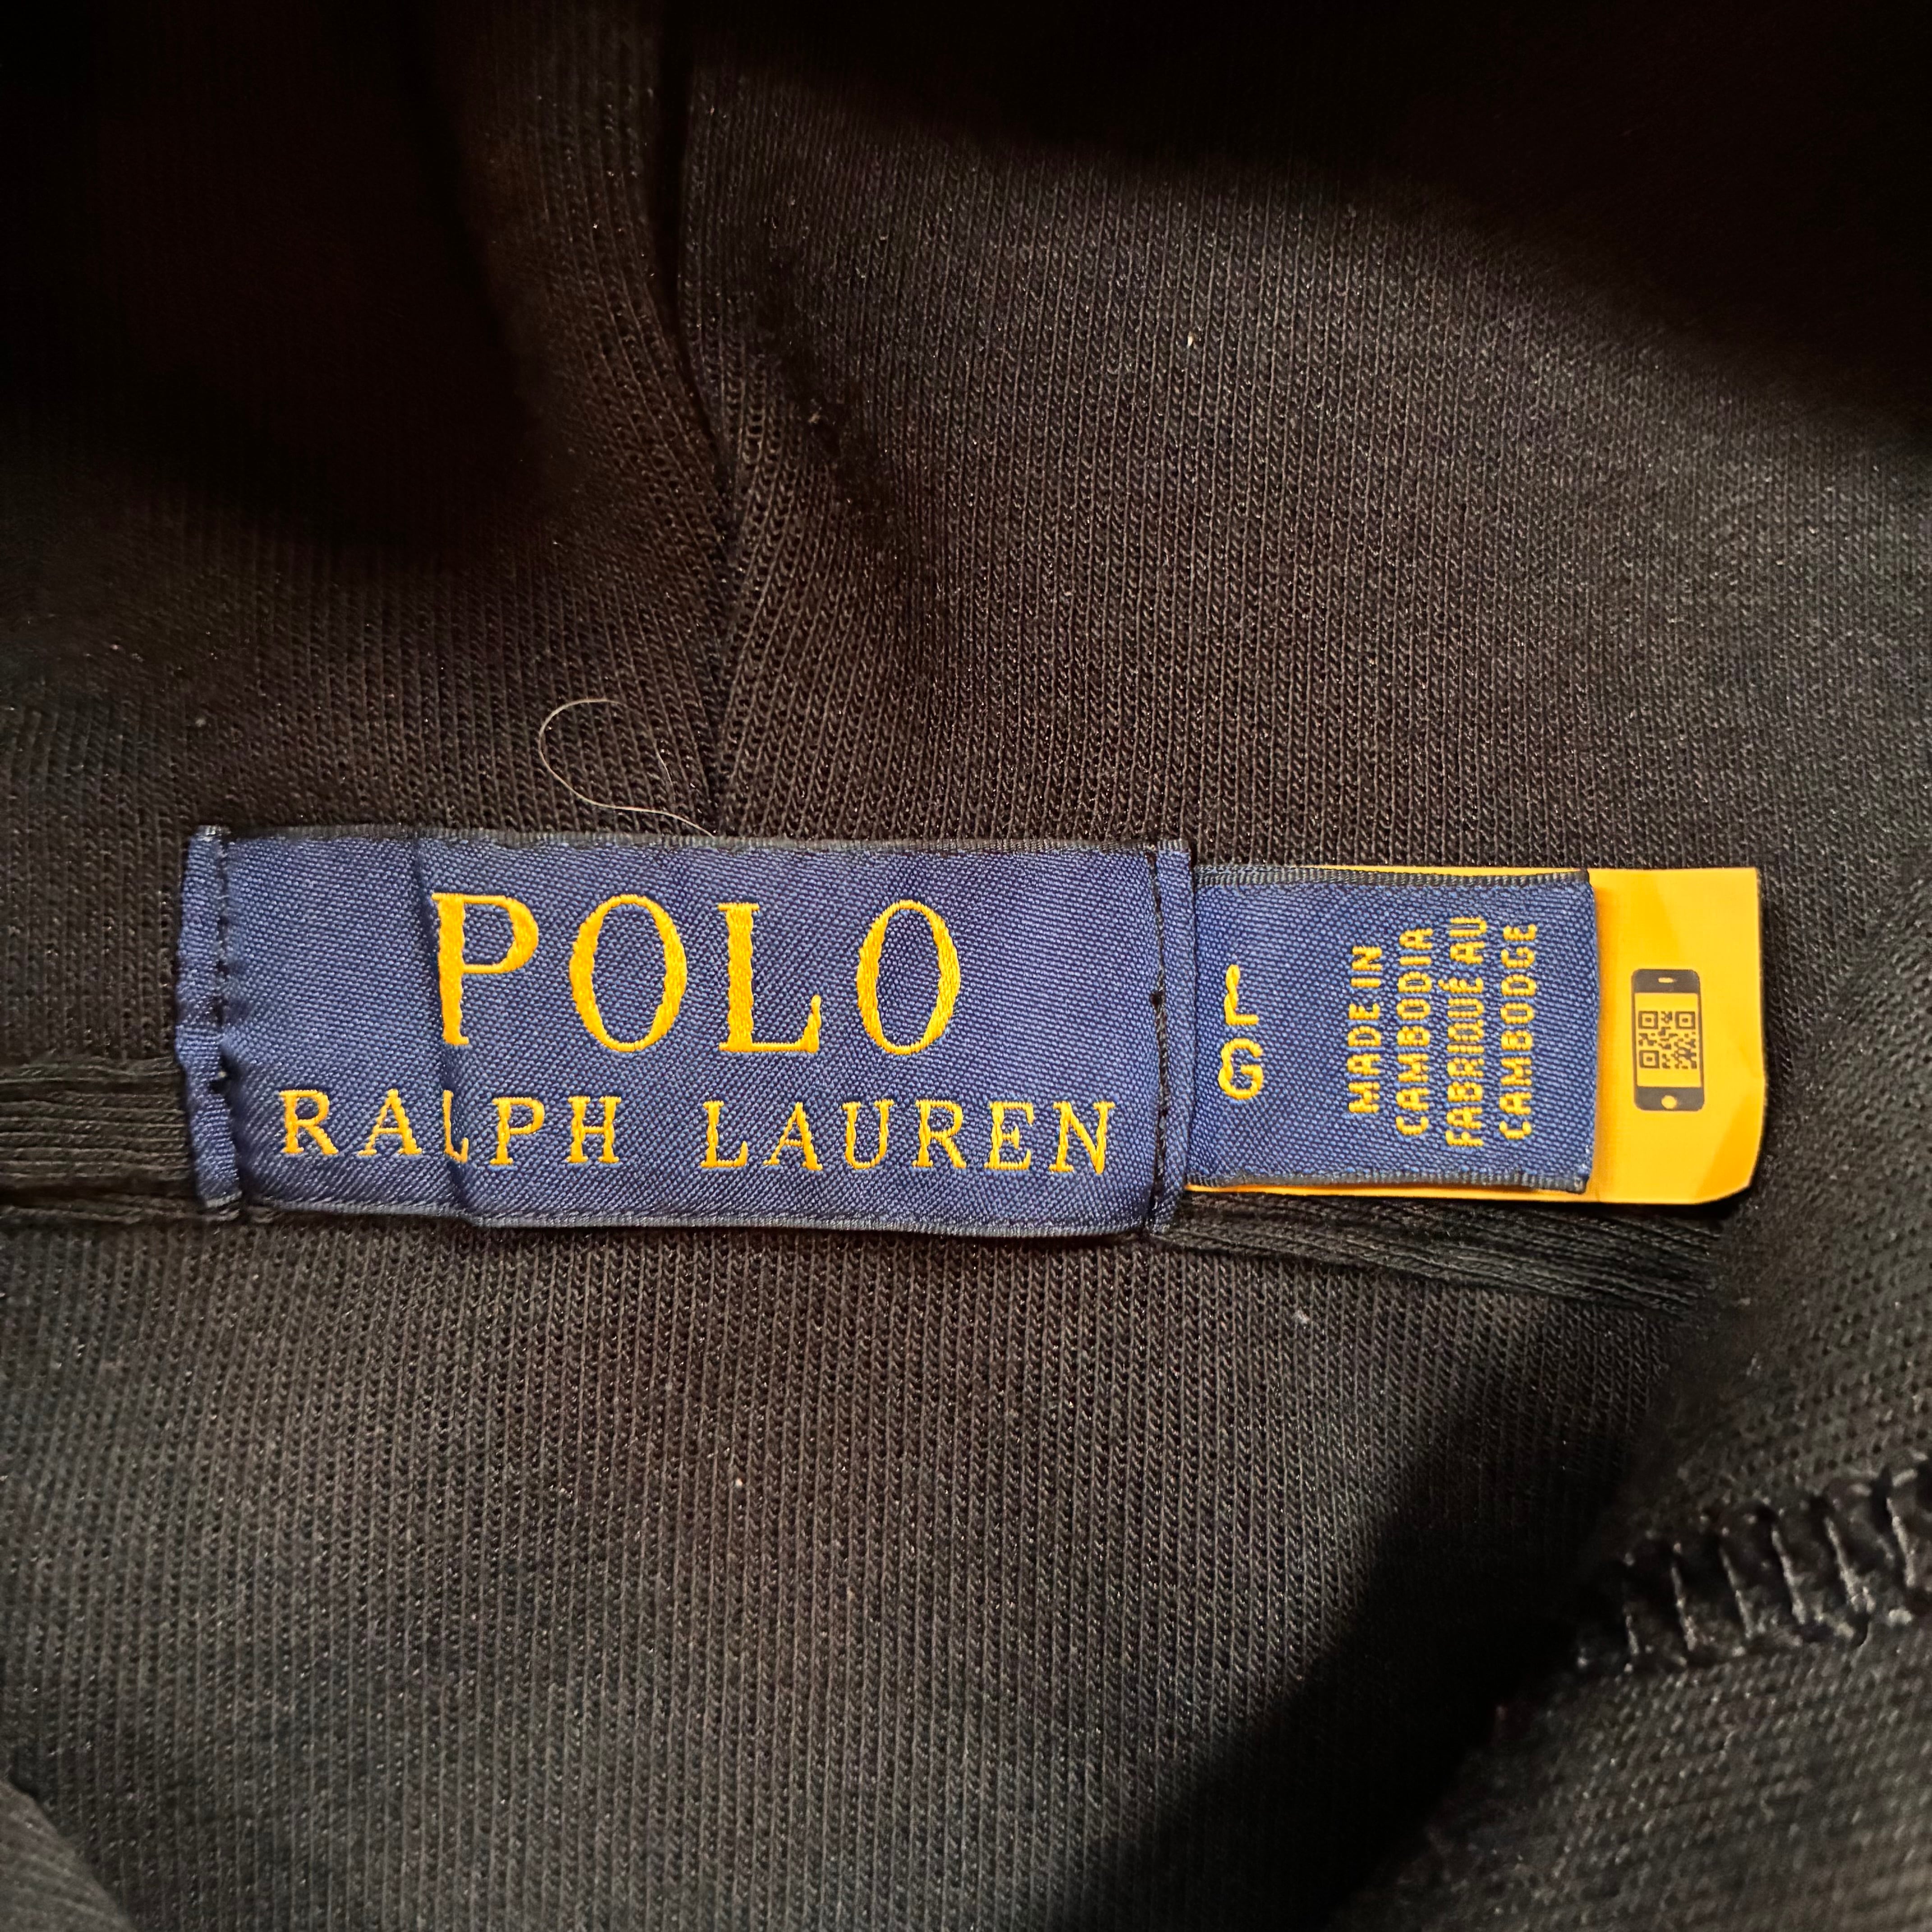 POLO
RALPH LAUREN
L
G
MADE IN
CAMBODIA
FABRIQUÉ AU
CAMBODGE